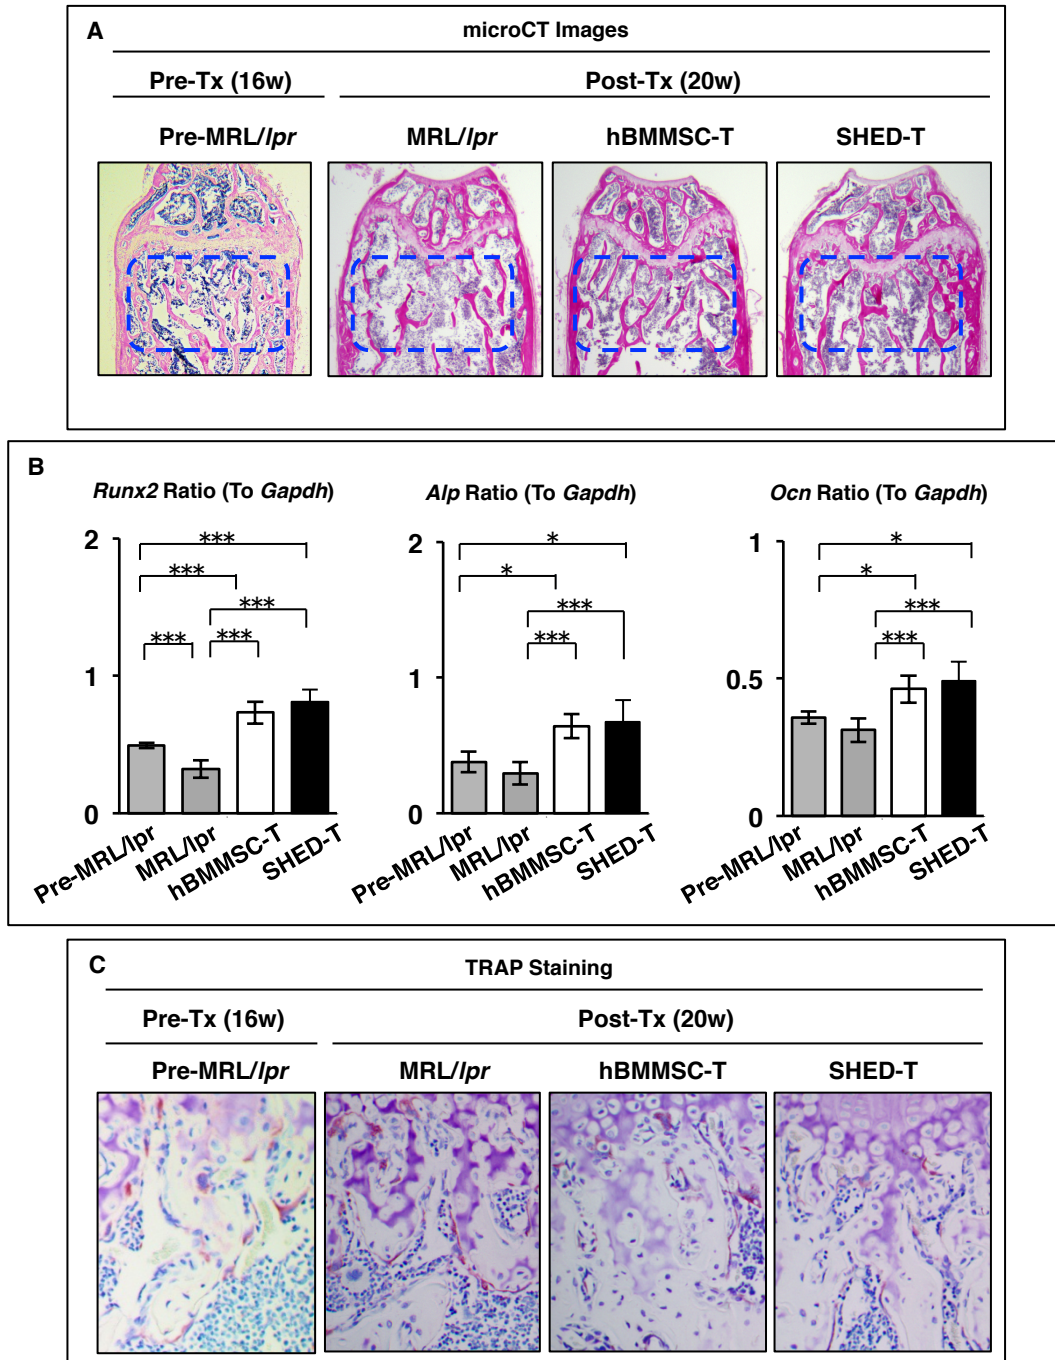 A
microCT Images
Pre-Tx (16w)
Post-Tx (20w)
Pre-MRL/lpr
MRL/lpr
hBMMSC-T
SHED-T
B
Runx2 Ratio (To Gapdh)
Alp Ratio (To Gapdh)
Ocn Ratio (To Gapdh)
2
1
0
***
***
***
***
***
Pre-MRL/lpr
MRL/lpr
hBMMSC-T
SHED-T
2
1
0
*
*
***
***
Pre-MRL/lpr
MRL/lpr
hBMMSC-T
SHED-T
1
0.5
0
*
*
***
***
Pre-MRL/lpr
MRL/lpr
hBMMSC-T
SHED-T
C
TRAP Staining
Pre-Tx (16w)
Post-Tx (20w)
Pre-MRL/lpr
MRL/lpr
hBMMSC-T
SHED-T